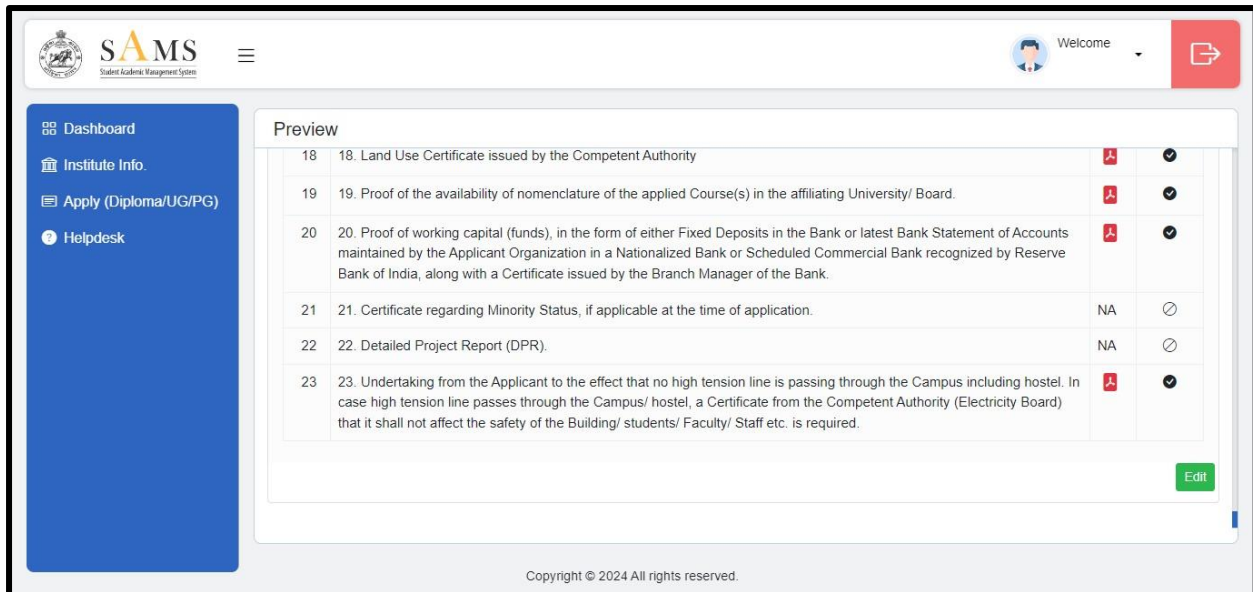 SAMS
Student Academic Management System
Welcome
Dashboard
Institute Info.
Apply (Diploma/UG/PG)
Helpdesk
Preview
18 18. Land Use Certificate issued by the Competent Authority
19 19. Proof of the availability of nomenclature of the applied Course(s) in the affiliating University/ Board.
20 20. Proof of working capital (funds), in the form of either Fixed Deposits in the Bank or latest Bank Statement of Accounts
maintained by the Applicant Organization in a Nationalized Bank or Scheduled Commercial Bank recognized by Reserve
Bank of India, along with a Certificate issued by the Branch Manager of the Bank.
21 21. Certificate regarding Minority Status, if applicable at the time of application. NA
22 22. Detailed Project Report (DPR). NA
23 23. Undertaking from the Applicant to the effect that no high tension line is passing through the Campus including hostel. In
case high tension line passes through the Campus/ hostel, a Certificate from the Competent Authority (Electricity Board)
that it shall not affect the safety of the Building/ students/ Faculty/ Staff etc. is required.
Edit
Copyright © 2024 All rights reserved.